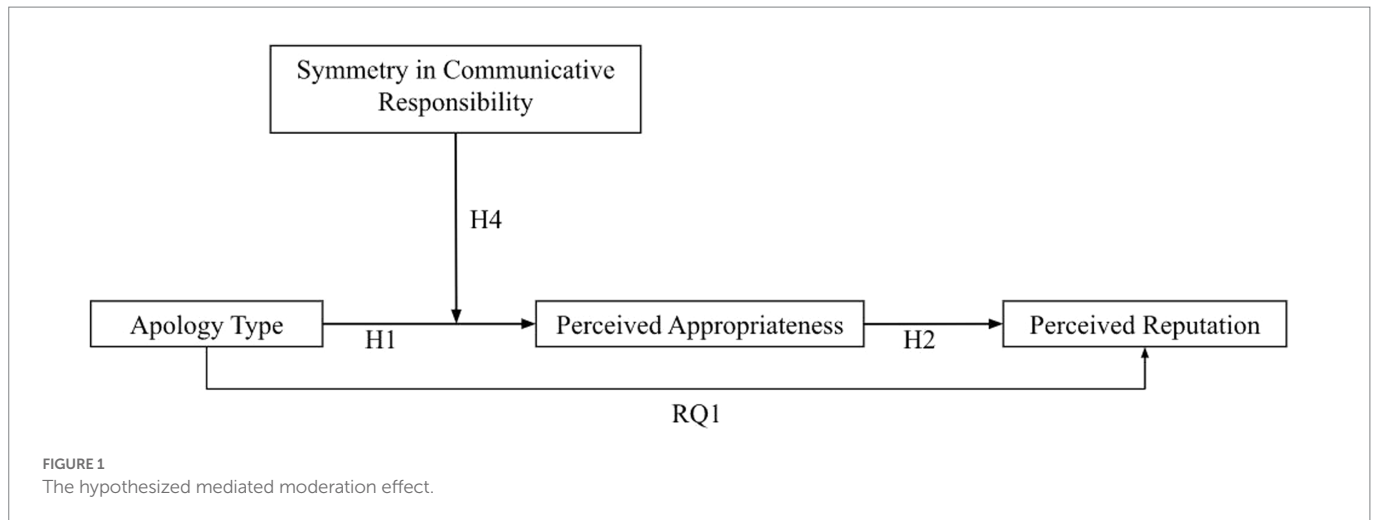 Symmetry in Communicative
Responsibility
H4
Apology Type
H1
Perceived Appropriateness
H2
Perceived Reputation
RQ1
FIGURE 1
The hypothesized mediated moderation effect.